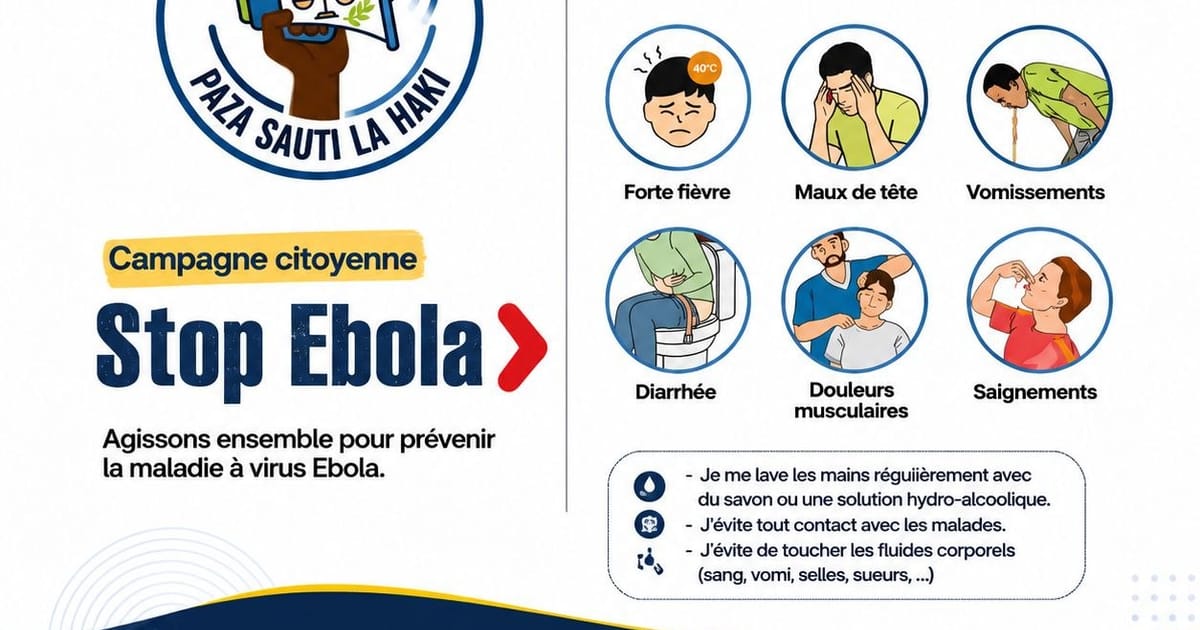 PAZA SAUTI LA HAKI
Campagne citoyenne
Stop Ebola
Agissons ensemble pour prévenir
la maladie à virus Ebola.
40°C
Forte fièvre
Maux de tête
Vomissements
Diarrhée
Douleurs
musculaires
Saignements
- Je me lave les mains réguiièrement avec
du savon ou une solution hydro-alcoolique.
- J'évite tout contact avec les malades.
- J'évite de toucher les fluides corporels
(sang, vomi, selles, sueurs, ...)